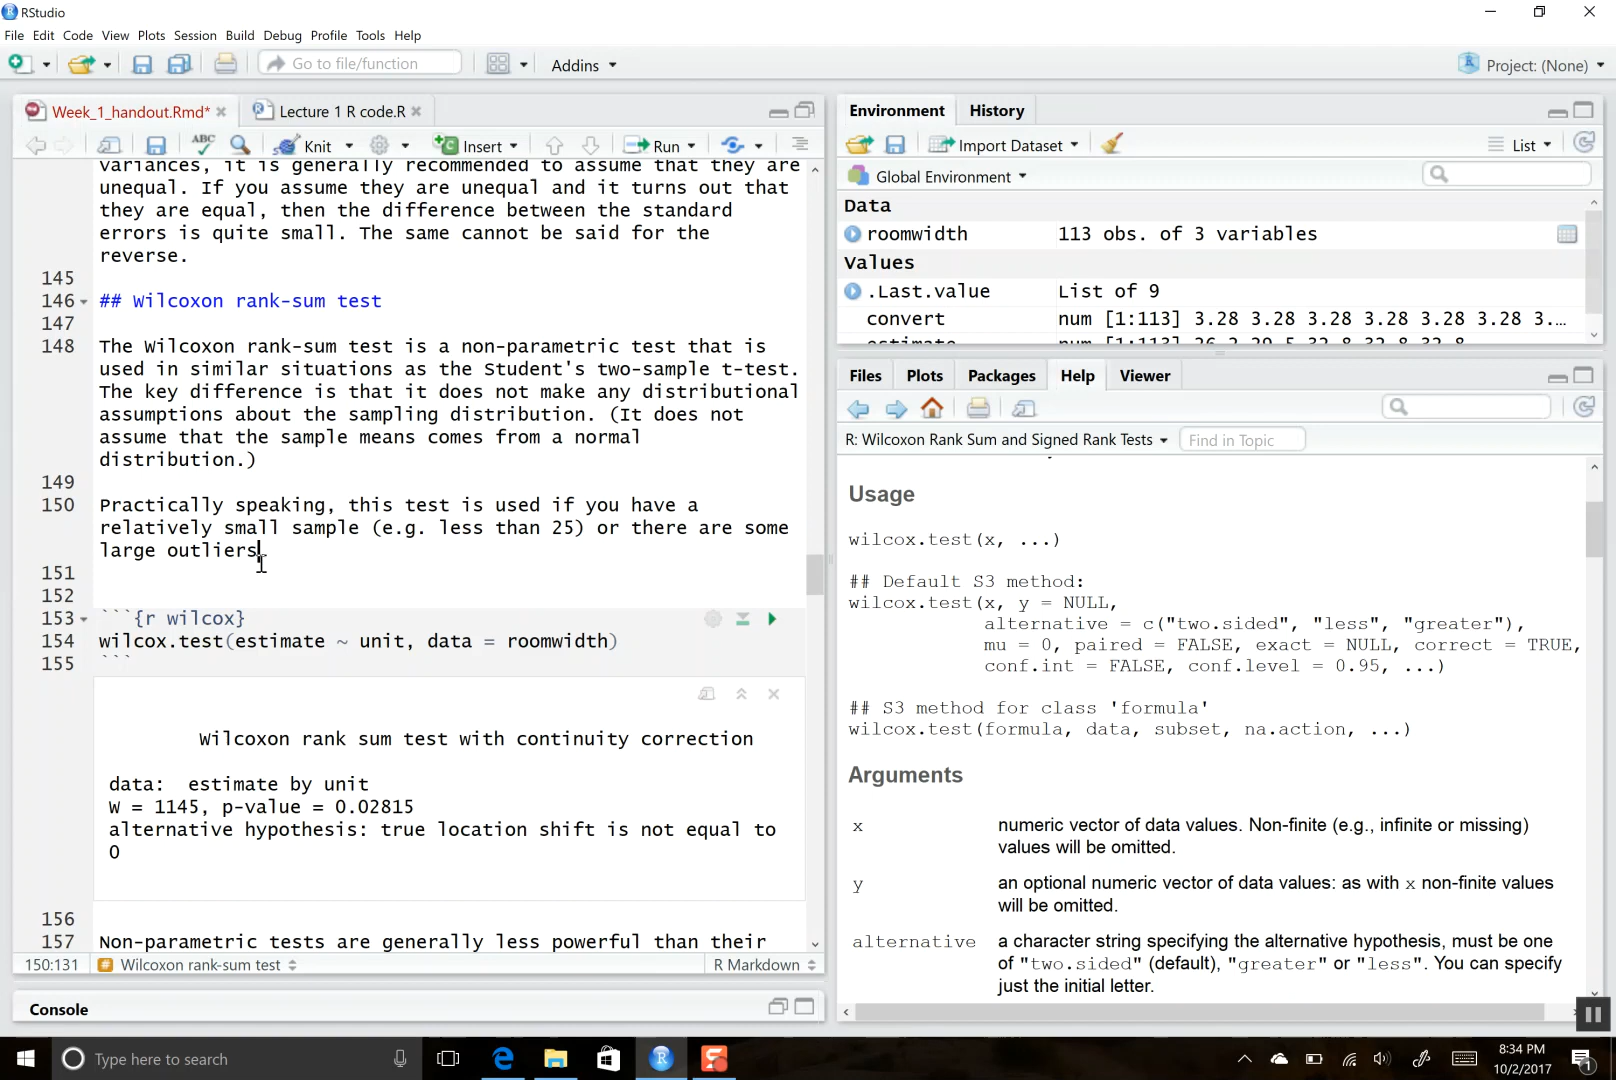 RStudio
File Edit Code View Plots Session Build Debug Profile Tools Help
Go to file/function Addins Project: (None)
Week_1_handout.Rmd* Lecture 1 R code.R
ABC Knit Insert Run
variances, it is generally recommended to assume that they are
unequal. If you assume they are unequal and it turns out that
they are equal, then the difference between the standard
errors is quite small. The same cannot be said for the
reverse.
145
146 ## Wilcoxon rank-sum test
147
148 The Wilcoxon rank-sum test is a non-parametric test that is
used in similar situations as the Student's two-sample t-test.
The key difference is that it does not make any distributional
assumptions about the sampling distribution. (It does not
assume that the sample means comes from a normal
distribution.)
149
150 Practically speaking, this test is used if you have a
relatively small sample (e.g. less than 25) or there are some
large outliers
151
152
153 ```{r wilcox}
154 wilcox.test(estimate ~ unit, data = roomwidth)
155 ```
Wilcoxon rank sum test with continuity correction
data:  estimate by unit
W = 1145, p-value = 0.02815
alternative hypothesis: true location shift is not equal to
0
156
157 Non-parametric tests are generally less powerful than their
150:131 # Wilcoxon rank-sum test R Markdown
Console
Environment History
Import Dataset List
Global Environment
Data
roomwidth 113 obs. of 3 variables
Values
.Last.value List of 9
convert num [1:113] 3.28 3.28 3.28 3.28 3.28 3.28 3....
estimate num [1:113] 26.2 29.5 32.8 32.8 32.8
Files Plots Packages Help Viewer
R: Wilcoxon Rank Sum and Signed Rank Tests Find in Topic
Usage
wilcox.test(x, ...)
## Default S3 method:
wilcox.test(x, y = NULL,
alternative = c("two.sided", "less", "greater"),
mu = 0, paired = FALSE, exact = NULL, correct = TRUE,
conf.int = FALSE, conf.level = 0.95, ...)
## S3 method for class 'formula'
wilcox.test(formula, data, subset, na.action, ...)
Arguments
x numeric vector of data values. Non-finite (e.g., infinite or missing)
values will be omitted.
y an optional numeric vector of data values: as with x non-finite values
will be omitted.
alternative a character string specifying the alternative hypothesis, must be one
of "two.sided" (default), "greater" or "less". You can specify
just the initial letter.
Type here to search
8:34 PM
10/2/2017
1